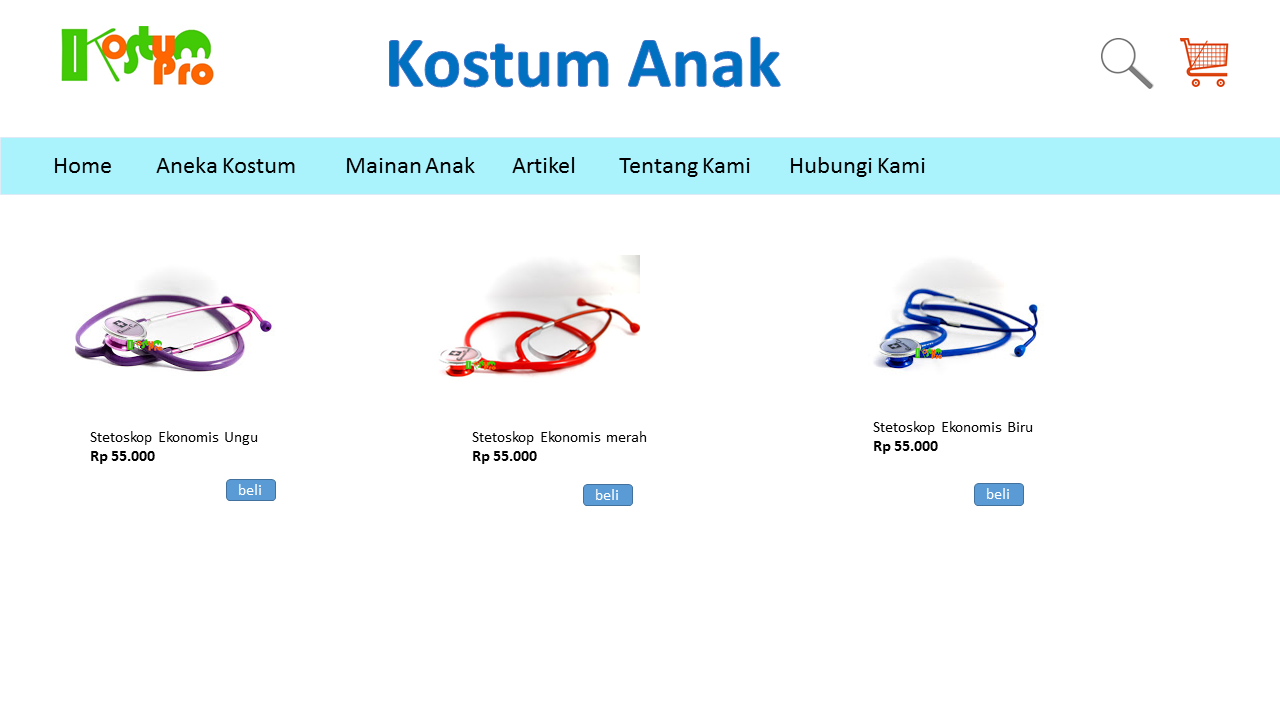 Kostum
Pro
Kostum Anak
Home Aneka Kostum Mainan Anak Artikel Tentang Kami Hubungi Kami
Stetoskop Ekonomis Ungu
Rp 55.000
beli
Stetoskop Ekonomis merah
Rp 55.000
beli
Stetoskop Ekonomis Biru
Rp 55.000
beli